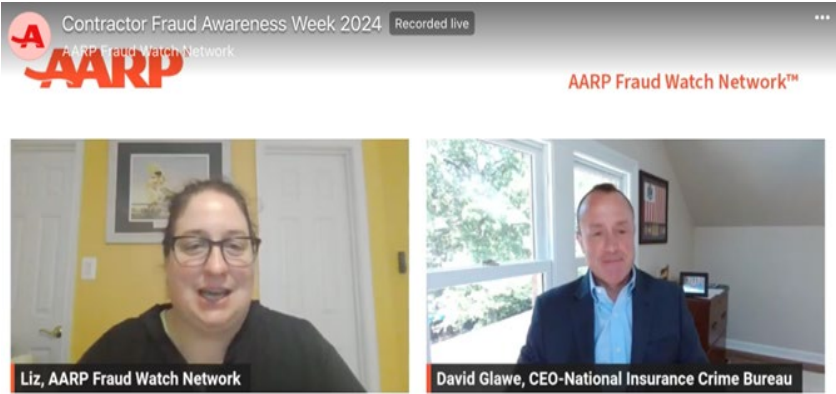 Contractor Fraud Awareness Week 2024 Recorded live
AARP Fraud Watch Network
AARP
AARP Fraud Watch Network™
Liz, AARP Fraud Watch Network
David Glawe, CEO-National Insurance Crime Bureau